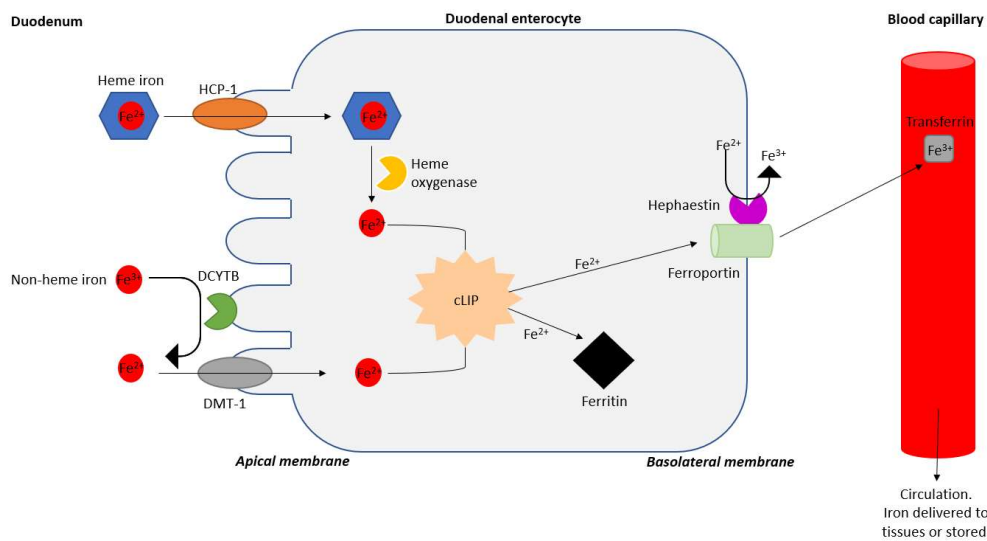 Duodenum
Duodenal enterocyte
Blood capillary
Heme iron
HCP-1
Fe²⁺
Fe²⁺
Heme
oxygenase
Fe²⁺
Transferrin
Fe³⁺
Fe²⁺
Fe³⁺
Hephaestin
Ferroportin
Non-heme iron
Fe³⁺
DCYTB
cLIP
Fe²⁺
Fe²⁺
Fe²⁺
DMT-1
Fe²⁺
Ferritin
Apical membrane
Basolateral membrane
Circulation.
Iron delivered to
tissues or stored